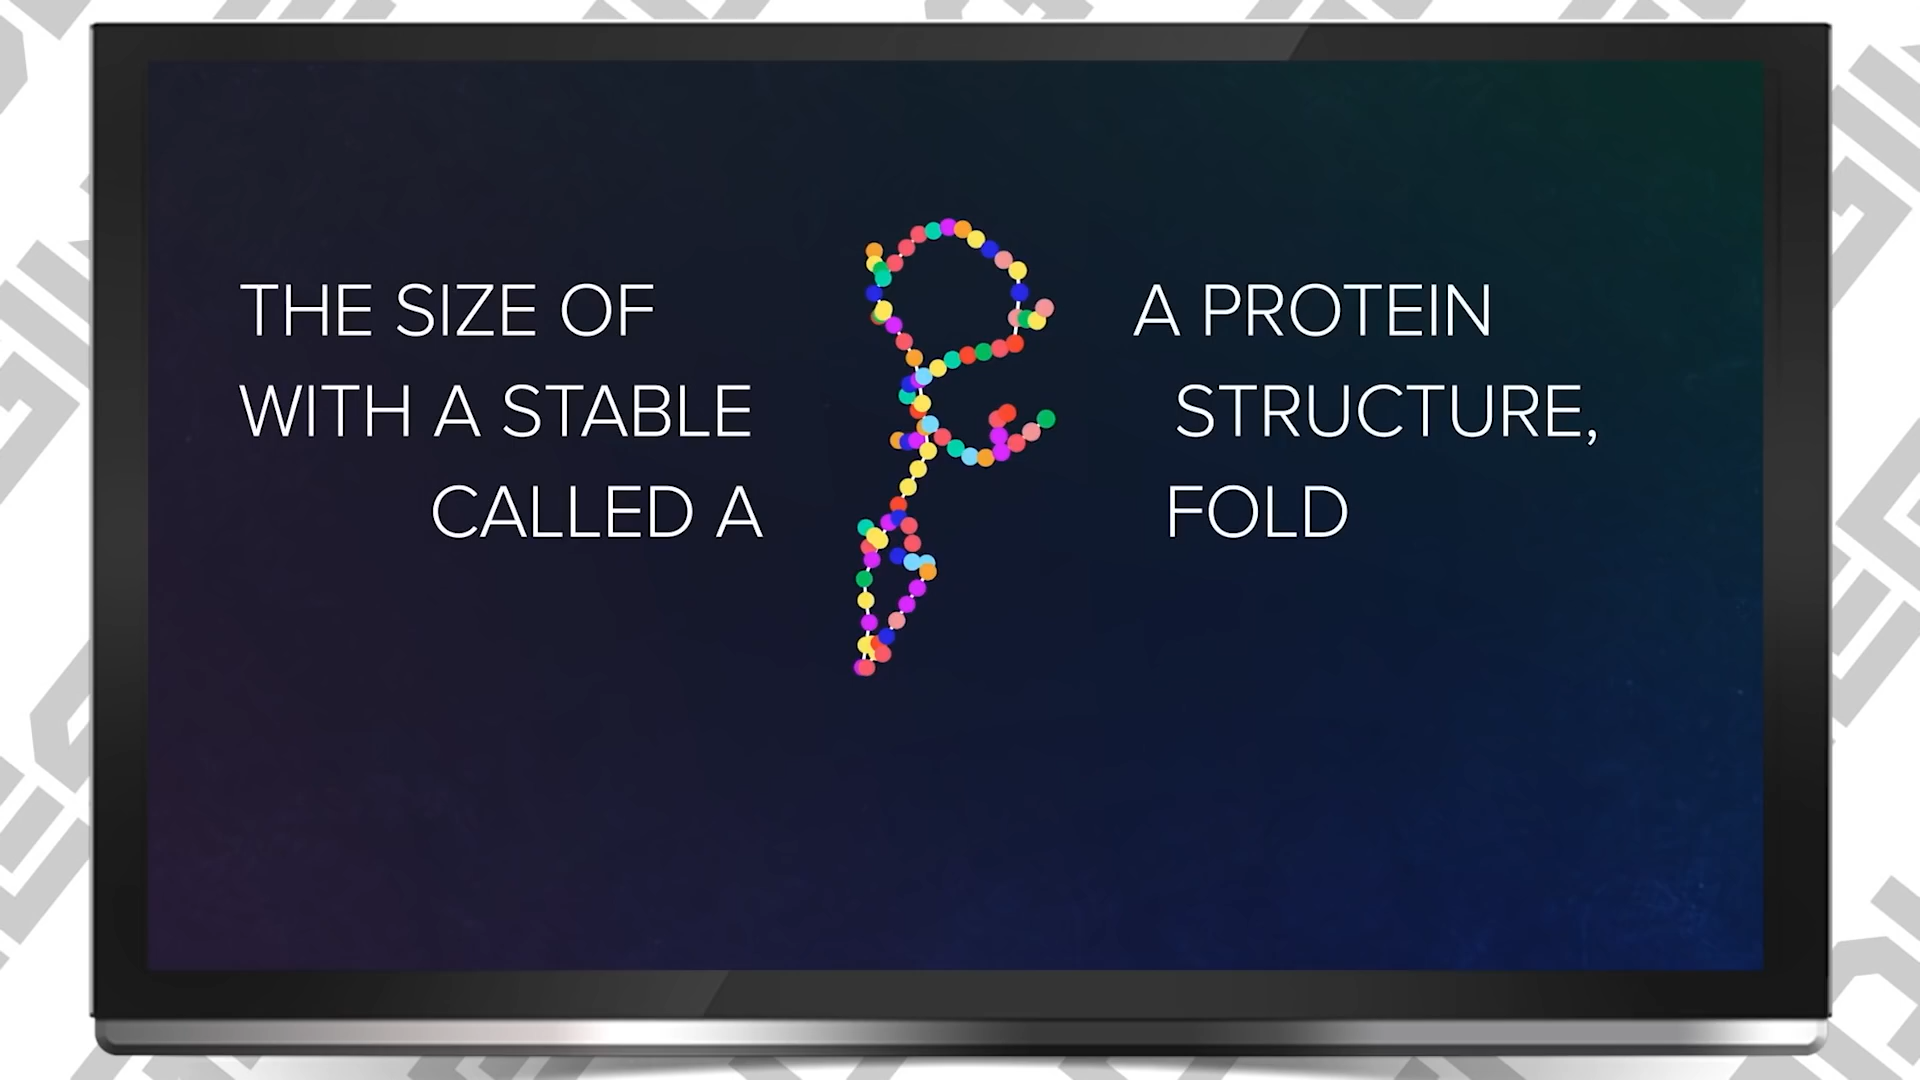 THE SIZE OF A PROTEIN
WITH A STABLE STRUCTURE,
CALLED A FOLD